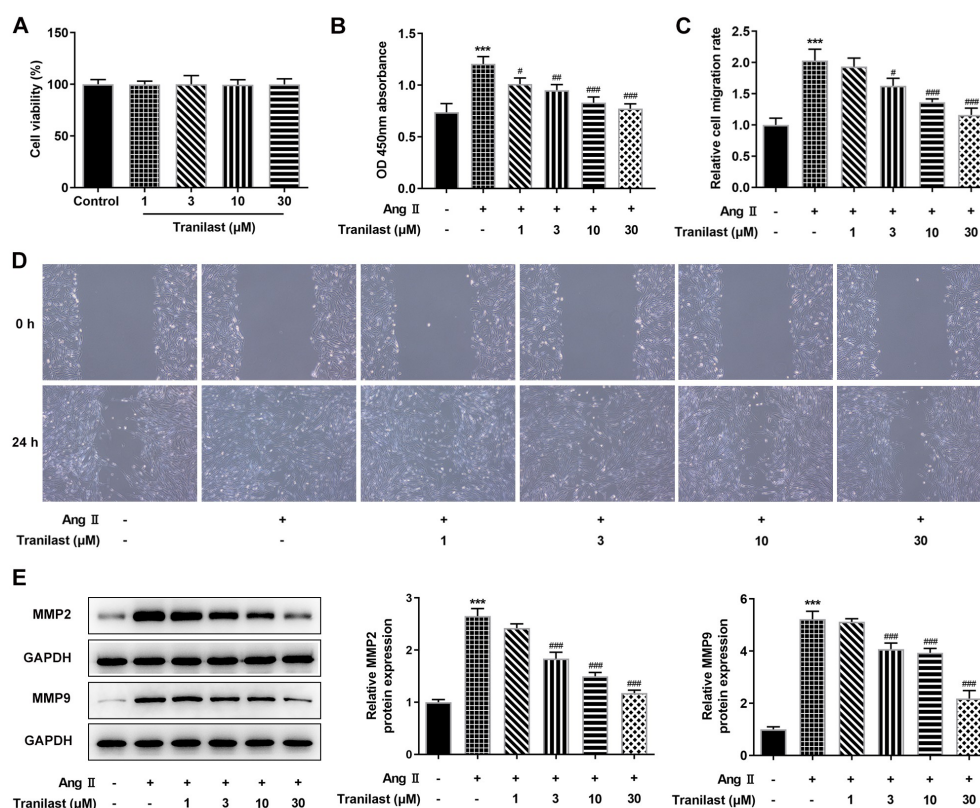 A
Cell viability (%)
150
100
50
0
Control 1 3 10 30
Tranilast (μM)
B
OD 450nm absorbance
1.5
1.0
0.5
0.0
***
#
##
###
###
Ang Ⅱ - + + + + +
Tranilast (μM) - - 1 3 10 30
C
Relative cell migration rate
2.5
2.0
1.5
1.0
0.5
0.0
***
#
###
###
Ang Ⅱ - + + + + +
Tranilast (μM) - - 1 3 10 30
D
0 h
24 h
Ang Ⅱ - + + + + +
Tranilast (μM) - - 1 3 10 30
E
MMP2
GAPDH
MMP9
GAPDH
Ang Ⅱ - + + + + +
Tranilast (μM) - - 1 3 10 30
Relative MMP2
protein expression
3
2
1
0
***
###
###
###
Ang Ⅱ - + + + + +
Tranilast (μM) - - 1 3 10 30
Relative MMP9
protein expression
6
4
2
0
***
###
###
###
Ang Ⅱ - + + + + +
Tranilast (μM) - - 1 3 10 30